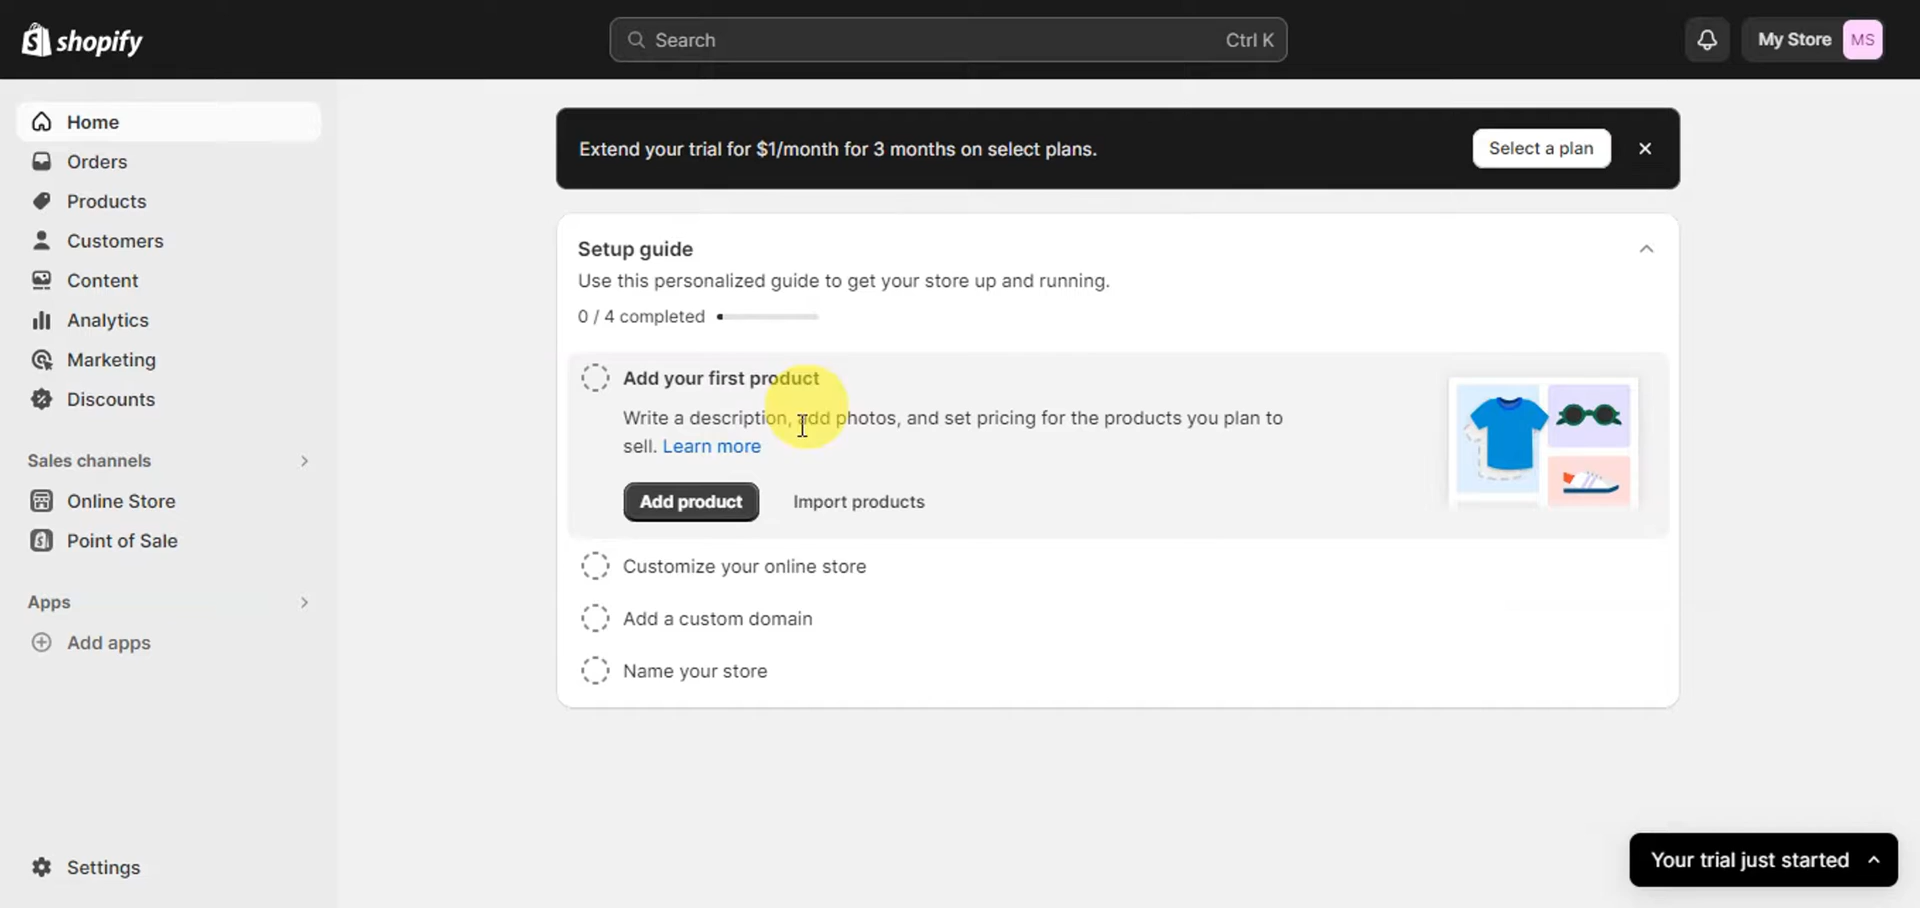 shopify
Search
Ctrl K
My Store
MS
Home
Orders
Products
Customers
Content
Analytics
Marketing
Discounts
Sales channels
Online Store
Point of Sale
Apps
Add apps
Settings
Extend your trial for $1/month for 3 months on select plans.
Select a plan
Setup guide
Use this personalized guide to get your store up and running.
0 / 4 completed
Add your first product
Write a description, add photos, and set pricing for the products you plan to
sell. Learn more
Add product
Import products
Customize your online store
Add a custom domain
Name your store
Your trial just started